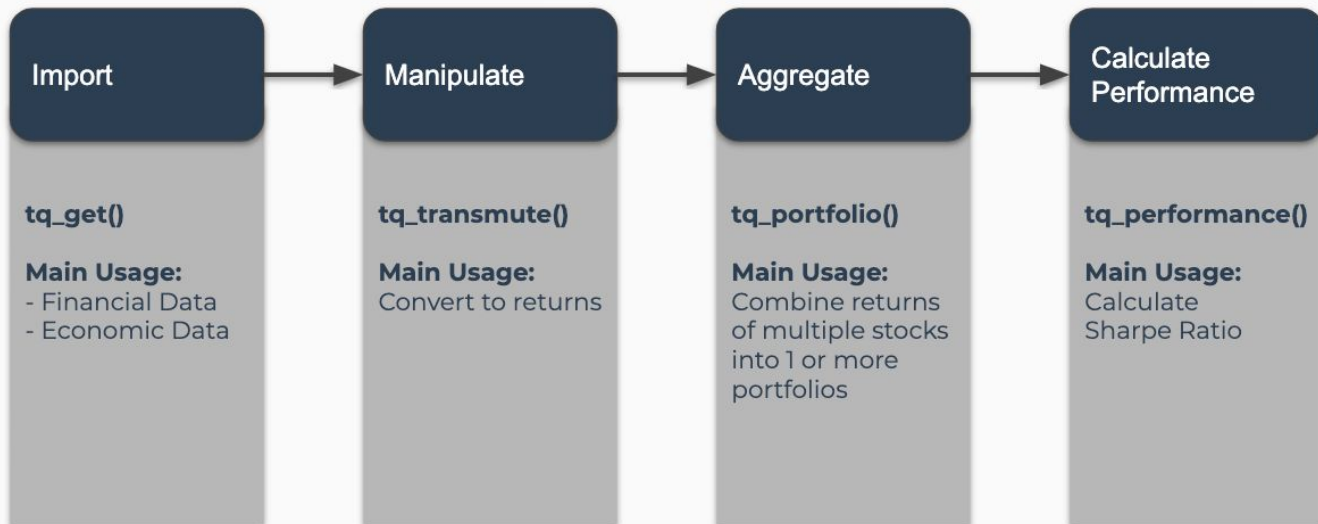 Import
tq_get()
Main Usage:
- Financial Data
- Economic Data
Manipulate
tq_transmute()
Main Usage:
Convert to returns
Aggregate
tq_portfolio()
Main Usage:
Combine returns
of multiple stocks
into 1 or more
portfolios
Calculate
Performance
tq_performance()
Main Usage:
Calculate
Sharpe Ratio